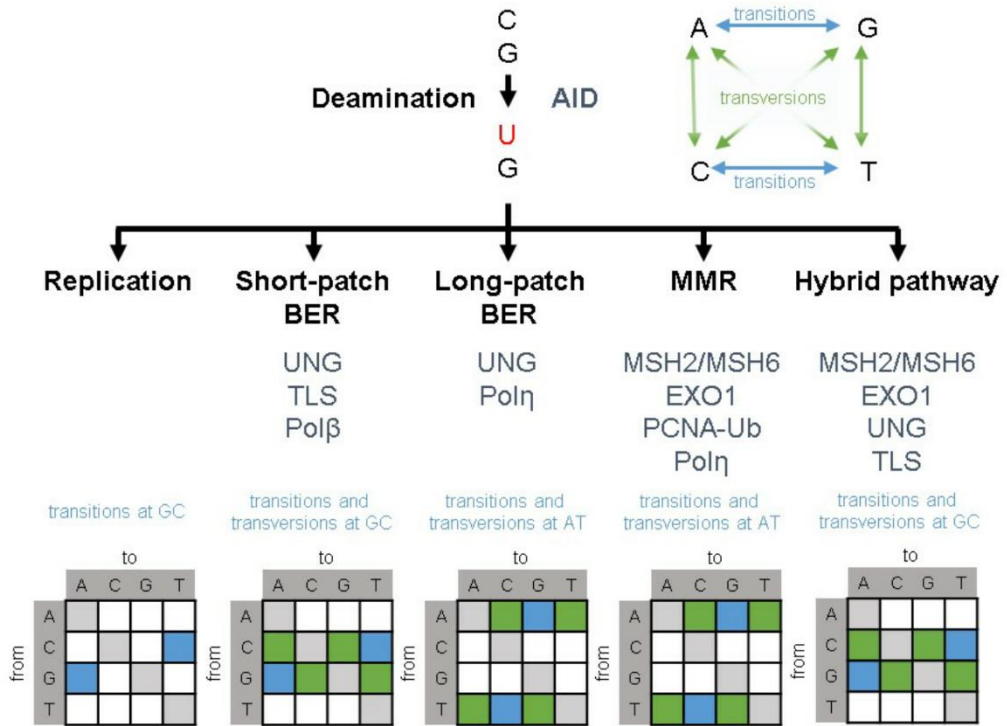 C
G
Deamination AID
U
G
A transitions G
transversions
C transitions T
Replication
Short-patch
BER
UNG
TLS
Polβ
Long-patch
BER
UNG
Polη
MMR
MSH2/MSH6
EXO1
PCNA-Ub
Polη
Hybrid pathway
MSH2/MSH6
EXO1
UNG
TLS
transitions at GC
transitions and
transversions at GC
transitions and
transversions at AT
transitions and
transversions at AT
transitions and
transversions at GC
to
A C G T
from
A
C
G
T
to
A C G T
from
A
C
G
T
to
A C G T
from
A
C
G
T
to
A C G T
from
A
C
G
T
to
A C G T
from
A
C
G
T